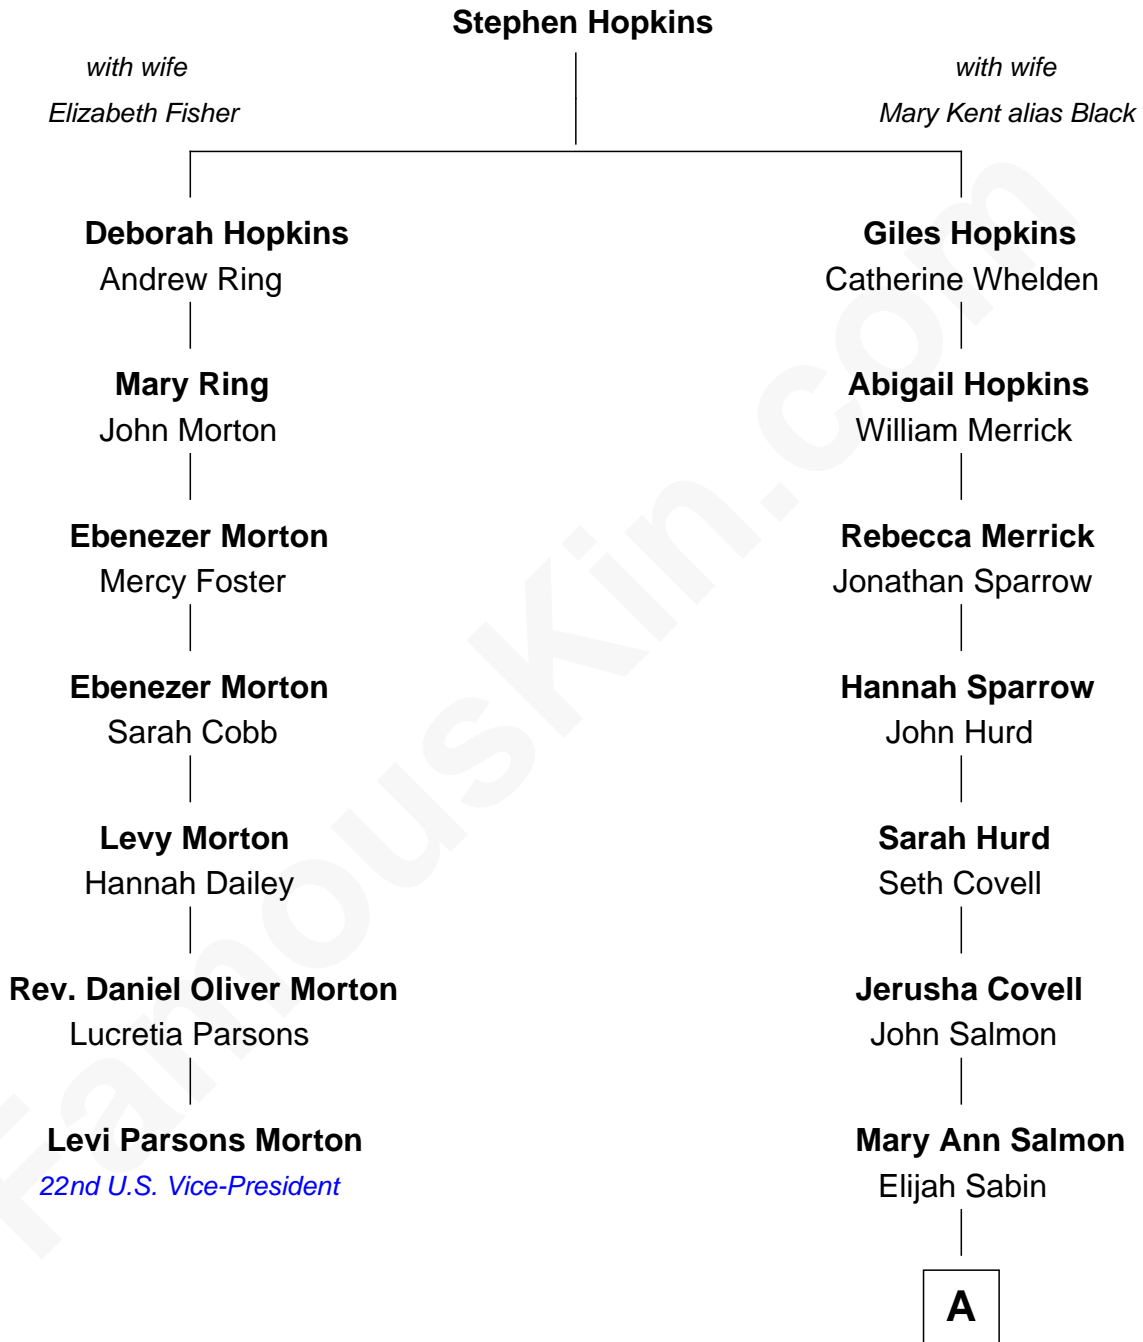 Stephen Hopkins
with wife
Elizabeth Fisher
with wife
Mary Kent alias Black
Deborah Hopkins
Andrew Ring
Giles Hopkins
Catherine Whelden
Mary Ring
John Morton
Abigail Hopkins
William Merrick
Ebenezer Morton
Mercy Foster
Rebecca Merrick
Jonathan Sparrow
Ebenezer Morton
Sarah Cobb
Hannah Sparrow
John Hurd
Levy Morton
Hannah Dailey
Sarah Hurd
Seth Covell
Rev. Daniel Oliver Morton
Lucretia Parsons
Jerusha Covell
John Salmon
Levi Parsons Morton
22nd U.S. Vice-President
Mary Ann Salmon
Elijah Sabin
A
FamousKin.com